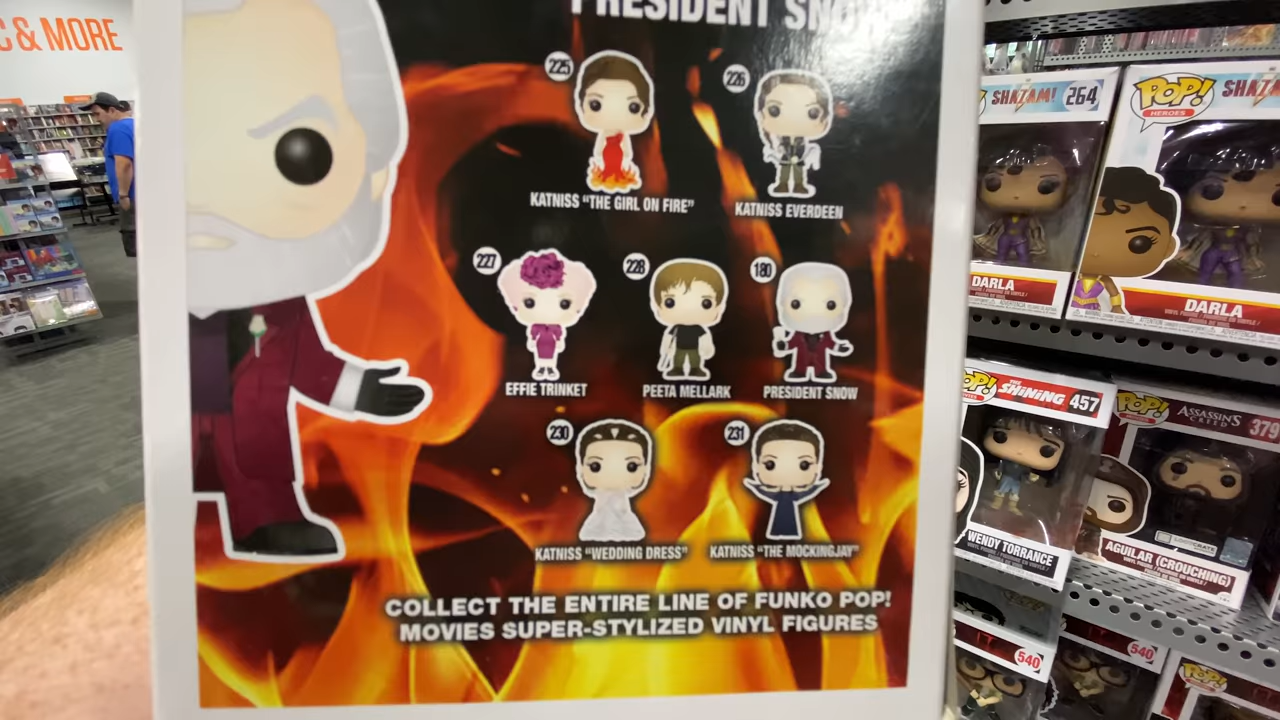 C & MORE
PRESIDENT SNOW
225
226
KATNISS "THE GIRL ON FIRE"
KATNISS EVERDEEN
227
228
180
EFFIE TRINKET
PEETA MELLARK
PRESIDENT SNOW
230
231
KATNISS "WEDDING DRESS"
KATNISS "THE MOCKINGJAY"
COLLECT THE ENTIRE LINE OF FUNKO POP!
MOVIES SUPER-STYLIZED VINYL FIGURES
SHAZAM! 264
DARLA
POP!
HEROES
SHAZA
DARLA
POP! THE SHINING 457
WENDY TORRANCE
POP! ASSASSIN'S CREED 379
AGUILAR (CROUCHING)
540
540
POP!